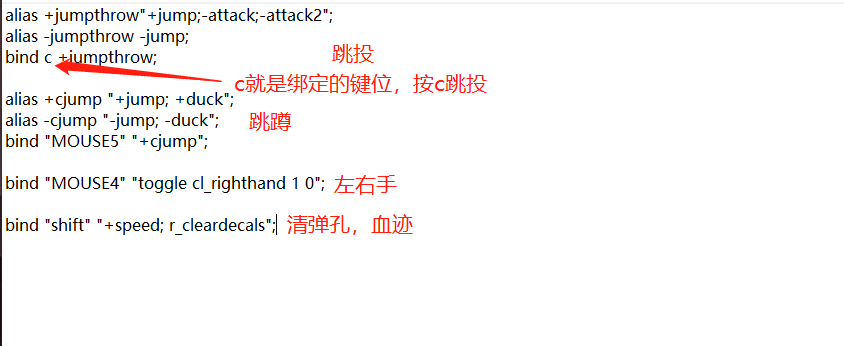 alias +jumpthrow"+jump;-attack;-attack2";
alias -jumpthrow -jump;
bind c +jumpthrow;
跳投
c就是绑定的键位，按c跳投
alias +cjump "+jump; +duck";
alias -cjump "-jump; -duck";
跳蹲
bind "MOUSE5" "+cjump";
bind "MOUSE4" "toggle cl_righthand 1 0";
左右手
bind "shift" "+speed; r_cleardecals";
清弹孔，血迹